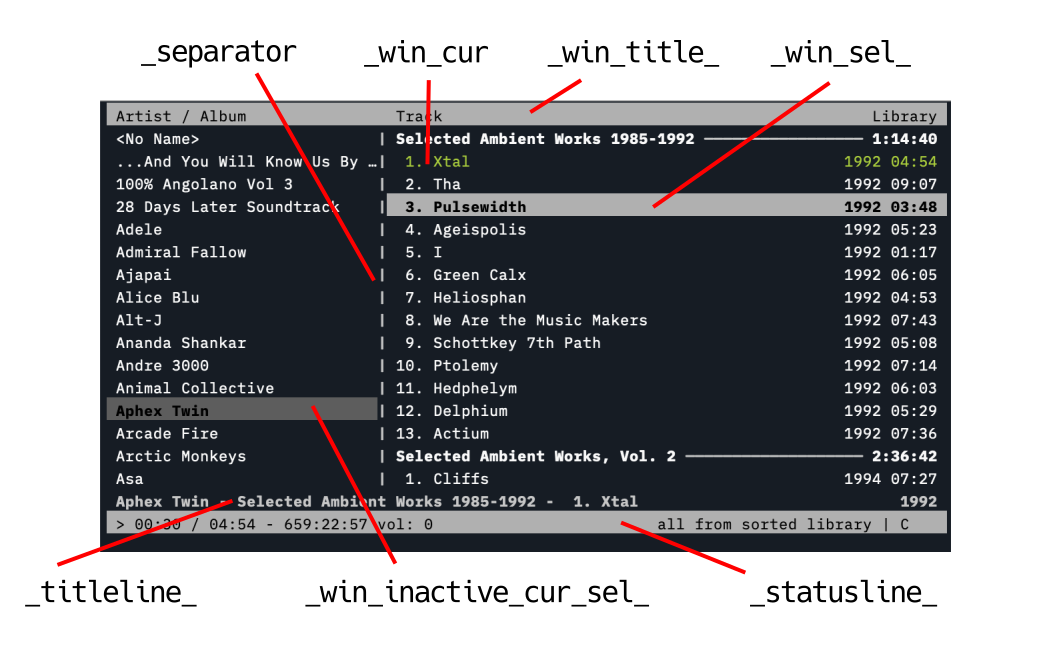 _separator _win_cur _win_title_ _win_sel_
Artist / Album Track Library
<No Name> | Selected Ambient Works 1985-1992 ───────────────── 1:14:40
...And You Will Know Us By …| 1. Xtal 1992 04:54
100% Angolano Vol 3 | 2. Tha 1992 09:07
28 Days Later Soundtrack | 3. Pulsewidth 1992 03:48
Adele | 4. Ageispolis 1992 05:23
Admiral Fallow | 5. I 1992 01:17
Ajapai | 6. Green Calx 1992 06:05
Alice Blu | 7. Heliosphan 1992 04:53
Alt-J | 8. We Are the Music Makers 1992 07:43
Ananda Shankar | 9. Schottkey 7th Path 1992 05:08
Andre 3000 | 10. Ptolemy 1992 07:14
Animal Collective | 11. Hedphelym 1992 06:03
Aphex Twin | 12. Delphium 1992 05:29
Arcade Fire | 13. Actium 1992 07:36
Arctic Monkeys | Selected Ambient Works, Vol. 2 ─────────────────── 2:36:42
Asa | 1. Cliffs 1994 07:27
Aphex Twin - Selected Ambient Works 1985-1992 - 1. Xtal 1992
> 00:30 / 04:54 - 659:22:57 vol: 0 all from sorted library | C
_titleline_ _win_inactive_cur_sel_ _statusline_